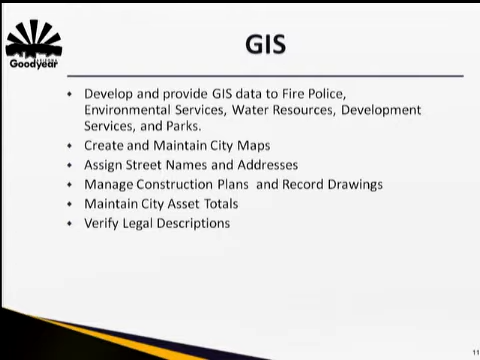 GIS
Goodyear
• Develop and provide GIS data to Fire Police,
Environmental Services, Water Resources, Development
Services, and Parks.
• Create and Maintain City Maps
• Assign Street Names and Addresses
• Manage Construction Plans and Record Drawings
• Maintain City Asset Totals
• Verify Legal Descriptions
11